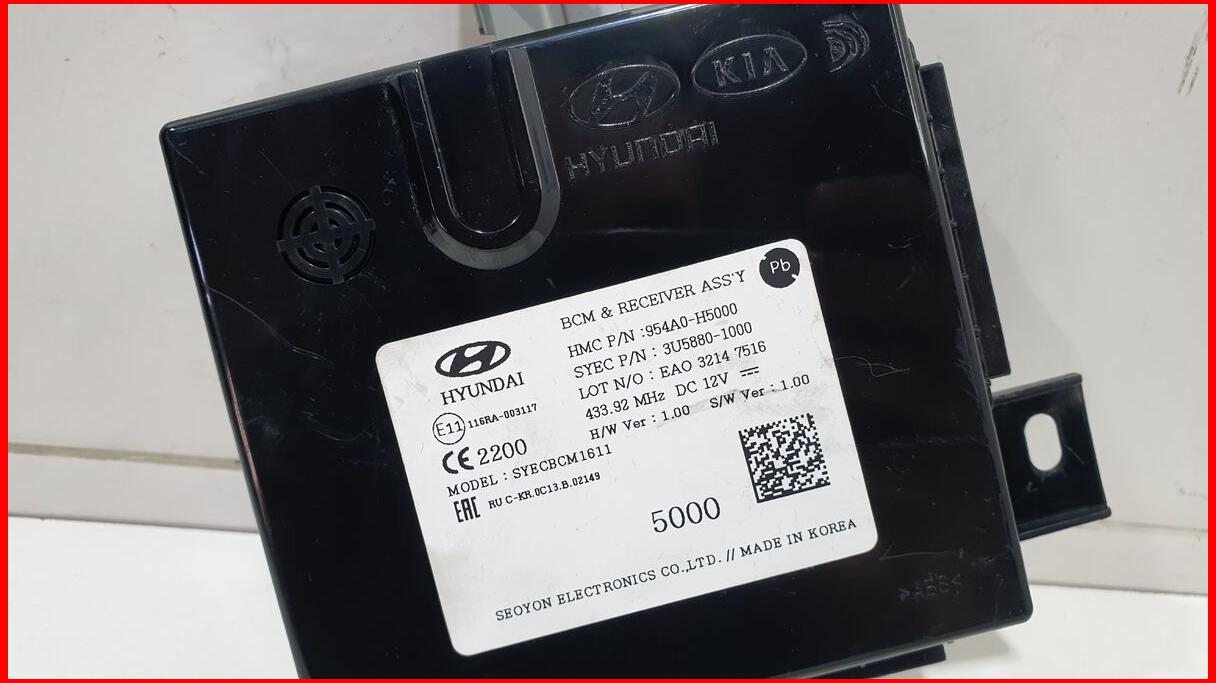 KIA
HYUNDAI
Pb
BCM & RECEIVER ASS'Y
HMC P/N :954A0-H5000
SYEC P/N : 3U5880-1000
LOT N/O : EAO 3214 7516
433.92 MHz DC 12V
H/W Ver : 1.00 S/W Ver : 1.00
HYUNDAI
E11 116RA-003117
CE 2200
MODEL : SYECBCM1611
EAC RU C-KR.0C13.B.02149
5000
SEOYON ELECTRONICS CO.,LTD. // MADE IN KOREA